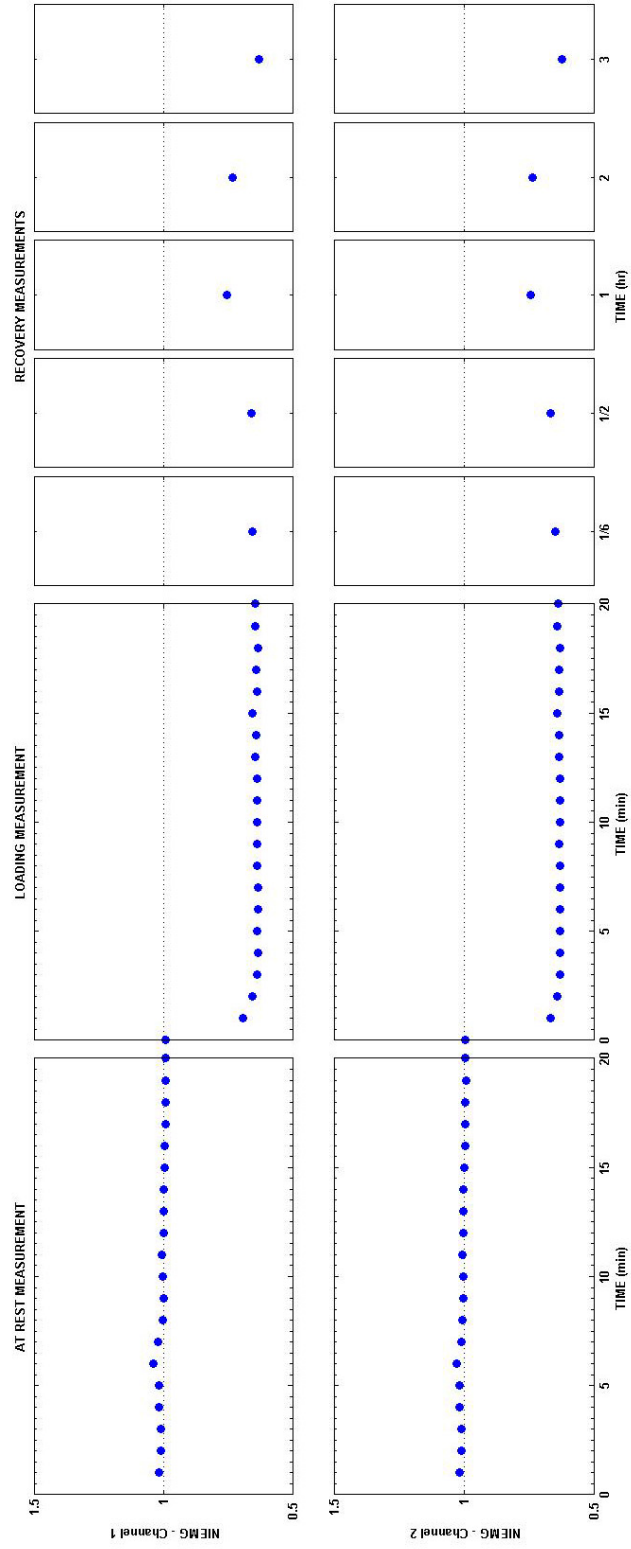 AT REST MEASUREMENT
LOADING MEASUREMENT
RECOVERY MEASUREMENTS
1.5
1
0.5
NIEMG - Channel 1
1.5
1
0.5
NIEMG - Channel 2
0 5 10 15 20
0 5 10 15 20
1/6 1/2 1 2 3
TIME (min)
TIME (min)
TIME (hr)